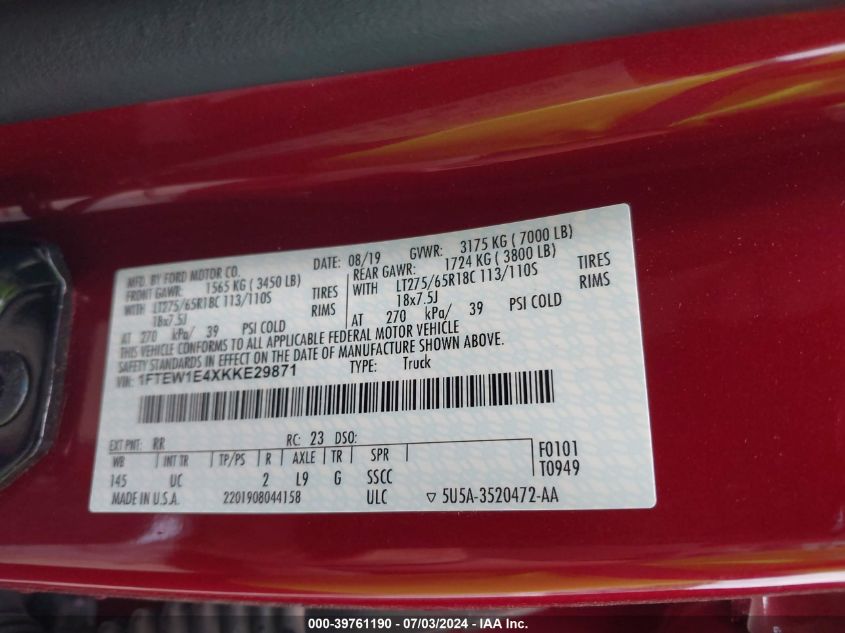 MFD. BY FORD MOTOR CO. DATE: 08/19 GVWR: 3175 KG ( 7000 LB)
FRONT GAWR: 1565 KG ( 3450 LB) REAR GAWR: 1724 KG ( 3800 LB)
WITH LT275/65R18C 113/110S TIRES WITH LT275/65R18C 113/110S TIRES
18x7.5J RIMS 18x7.5J RIMS
AT 270 kPa/ 39 PSI COLD AT 270 kPa/ 39 PSI COLD
THIS VEHICLE CONFORMS TO ALL APPLICABLE FEDERAL MOTOR VEHICLE
SAFETY STANDARDS IN EFFECT ON THE DATE OF MANUFACTURE SHOWN ABOVE.
VIN: 1FTEW1E4XKKE29871 TYPE: Truck
EXT PNT: RR RC: 23 DSO: F0101
WB INT TR TP/PS R AXLE TR SPR T0949
145 UC 2 L9 G SSCC
MADE IN U.S.A. 2201908044158 ULC ▽ 5U5A-3520472-AA
000-39761190 - 07/03/2024 - IAA Inc.